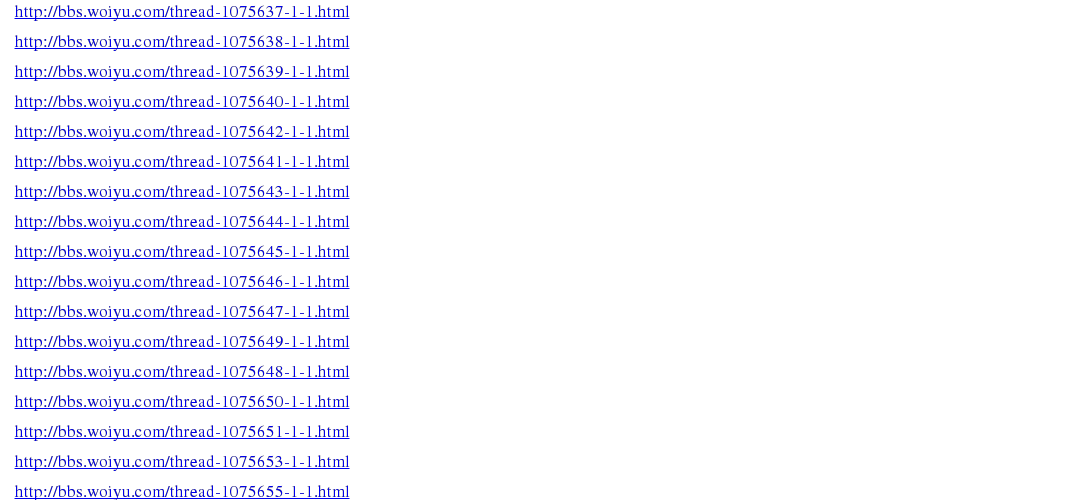 http://bbs.woiyu.com/thread-1075637-1-1.html
http://bbs.woiyu.com/thread-1075638-1-1.html
http://bbs.woiyu.com/thread-1075639-1-1.html
http://bbs.woiyu.com/thread-1075640-1-1.html
http://bbs.woiyu.com/thread-1075642-1-1.html
http://bbs.woiyu.com/thread-1075641-1-1.html
http://bbs.woiyu.com/thread-1075643-1-1.html
http://bbs.woiyu.com/thread-1075644-1-1.html
http://bbs.woiyu.com/thread-1075645-1-1.html
http://bbs.woiyu.com/thread-1075646-1-1.html
http://bbs.woiyu.com/thread-1075647-1-1.html
http://bbs.woiyu.com/thread-1075649-1-1.html
http://bbs.woiyu.com/thread-1075648-1-1.html
http://bbs.woiyu.com/thread-1075650-1-1.html
http://bbs.woiyu.com/thread-1075651-1-1.html
http://bbs.woiyu.com/thread-1075653-1-1.html
http://bbs.woiyu.com/thread-1075655-1-1.html